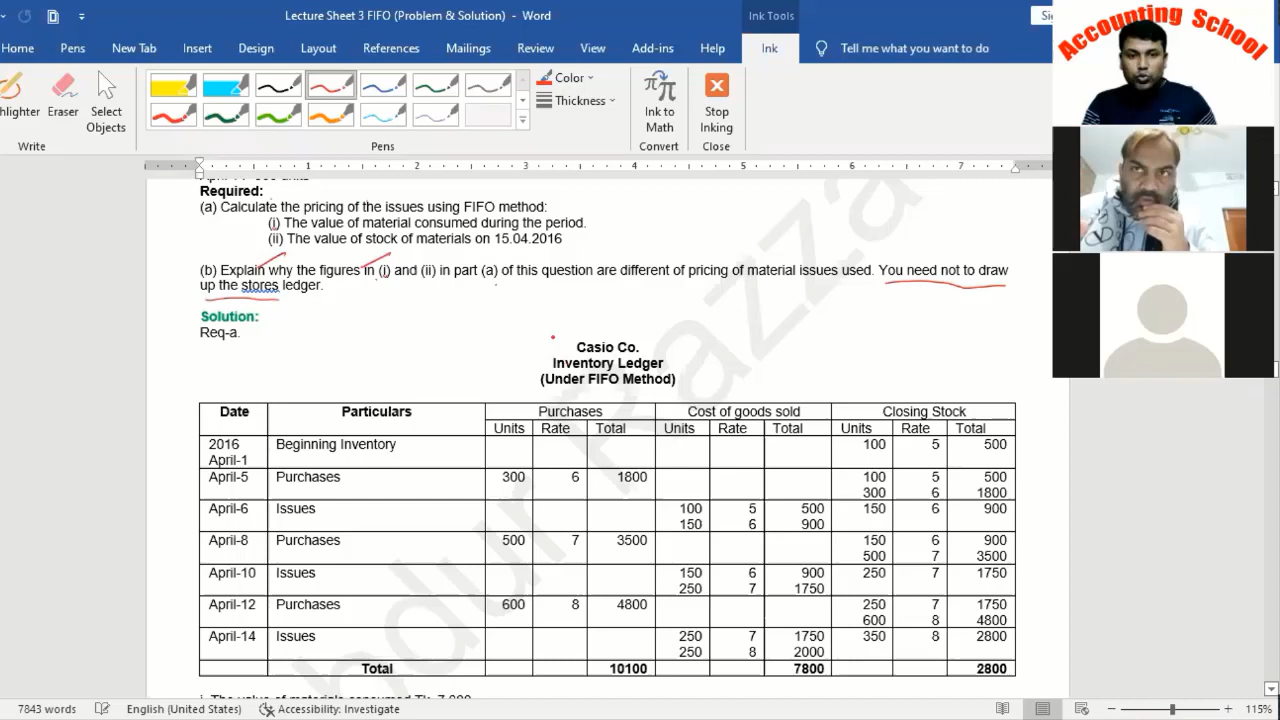 Lecture Sheet 3 FIFO (Problem & Solution) - Word
Ink Tools
Home Pens New Tab Insert Design Layout References Mailings Review View Add-ins Help Ink Tell me what you want to do
Eraser Select Objects
Color
Thickness
Ink to Math
Stop Inking
Write Pens Convert Close
Accounting School
1 2 3 4 5 6 7
Required:
(a) Calculate the pricing of the issues using FIFO method:
(i) The value of material consumed during the period.
(ii) The value of stock of materials on 15.04.2016
(b) Explain why the figures in (i) and (ii) in part (a) of this question are different of pricing of material issues used. You need not to draw
up the stores ledger.
Solution:
Req-a.
Casio Co.
Inventory Ledger
(Under FIFO Method)
Date Particulars Purchases Cost of goods sold Closing Stock
Units Rate Total Units Rate Total Units Rate Total
2016 Beginning Inventory 100 5 500
April-1
April-5 Purchases 300 6 1800 100 5 500
300 6 1800
April-6 Issues 100 5 500 150 6 900
150 6 900
April-8 Purchases 500 7 3500 150 6 900
500 7 3500
April-10 Issues 150 6 900 250 7 1750
250 7 1750
April-12 Purchases 600 8 4800 250 7 1750
600 8 4800
April-14 Issues 250 7 1750 350 8 2800
250 8 2000
Total 10100 7800 2800
7843 words English (United States) Accessibility: Investigate 115%